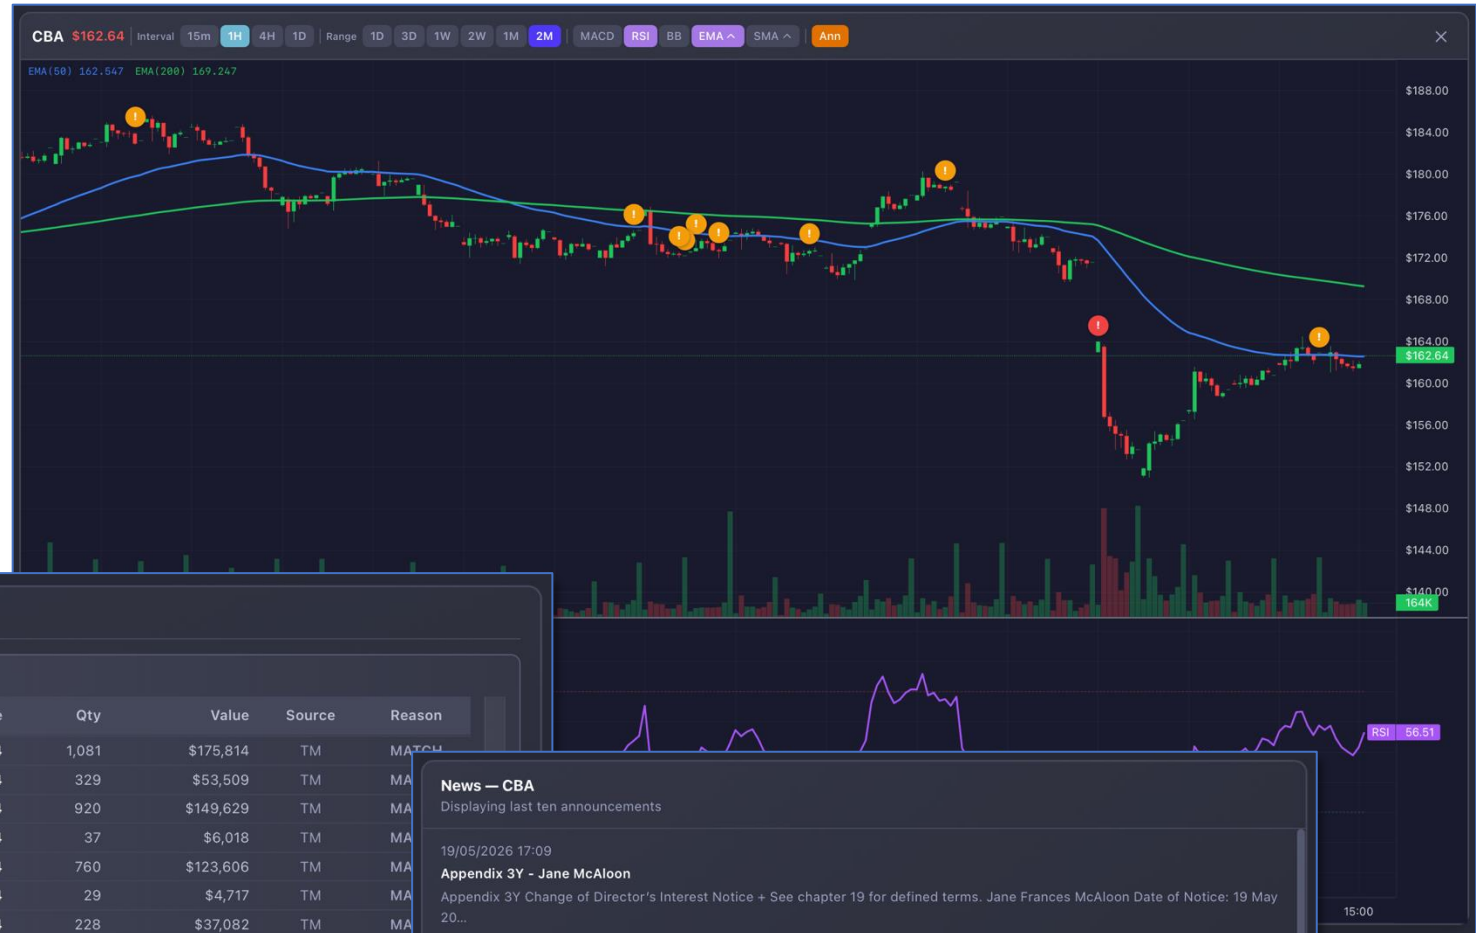 CBA $162.64 Interval 15m 1H 4H 1D Range 1D 3D 1W 2W 1M 2M MACD RSI BB EMA SMA Ann
EMA(50) 162.547 EMA(200) 169.247
$188.00
$184.00
$180.00
$176.00
$172.00
$168.00
$164.00
$162.64
$160.00
$156.00
$152.00
$148.00
$144.00
$140.00
164K
RSI 56.51
15:00
Qty Value Source Reason
1,081 $175,814 TM MATCH
329 $53,509 TM MA
920 $149,629 TM MA
37 $6,018 TM MA
760 $123,606 TM MA
29 $4,717 TM MA
228 $37,082 TM MA
News — CBA
Displaying last ten announcements
19/05/2026 17:09
Appendix 3Y - Jane McAloon
Appendix 3Y Change of Director's Interest Notice + See chapter 19 for defined terms. Jane Frances McAloon Date of Notice: 19 May
20...